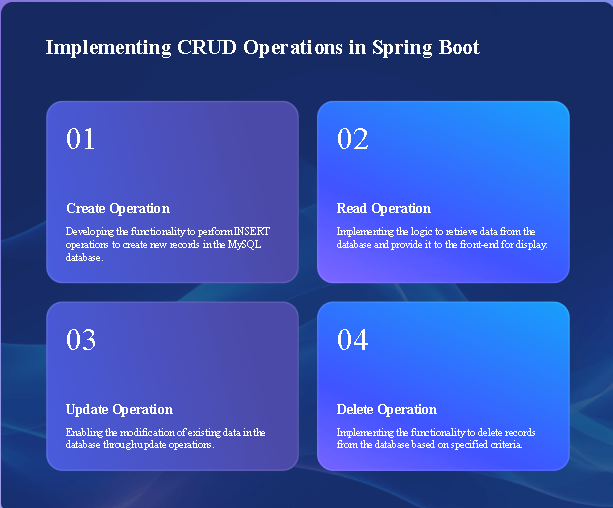 Implementing CRUD Operations in Spring Boot
01
Create Operation
Developing the functionality to perform INSERT
operations to create new records in the MySQL
database.
02
Read Operation
Implementing the logic to retrieve data from the
database and provide it to the front-end for display.
03
Update Operation
Enabling the modification of existing data in the
database through update operations.
04
Delete Operation
Implementing the functionality to delete records
from the database based on specified criteria.